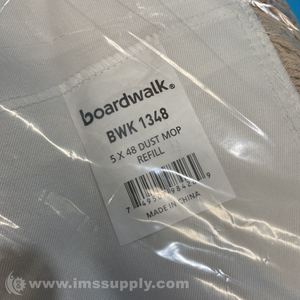 boardwalk®
BWK 1348
5 X 48 DUST MOP
REFILL
MADE IN CHINA
www.imssupply.com